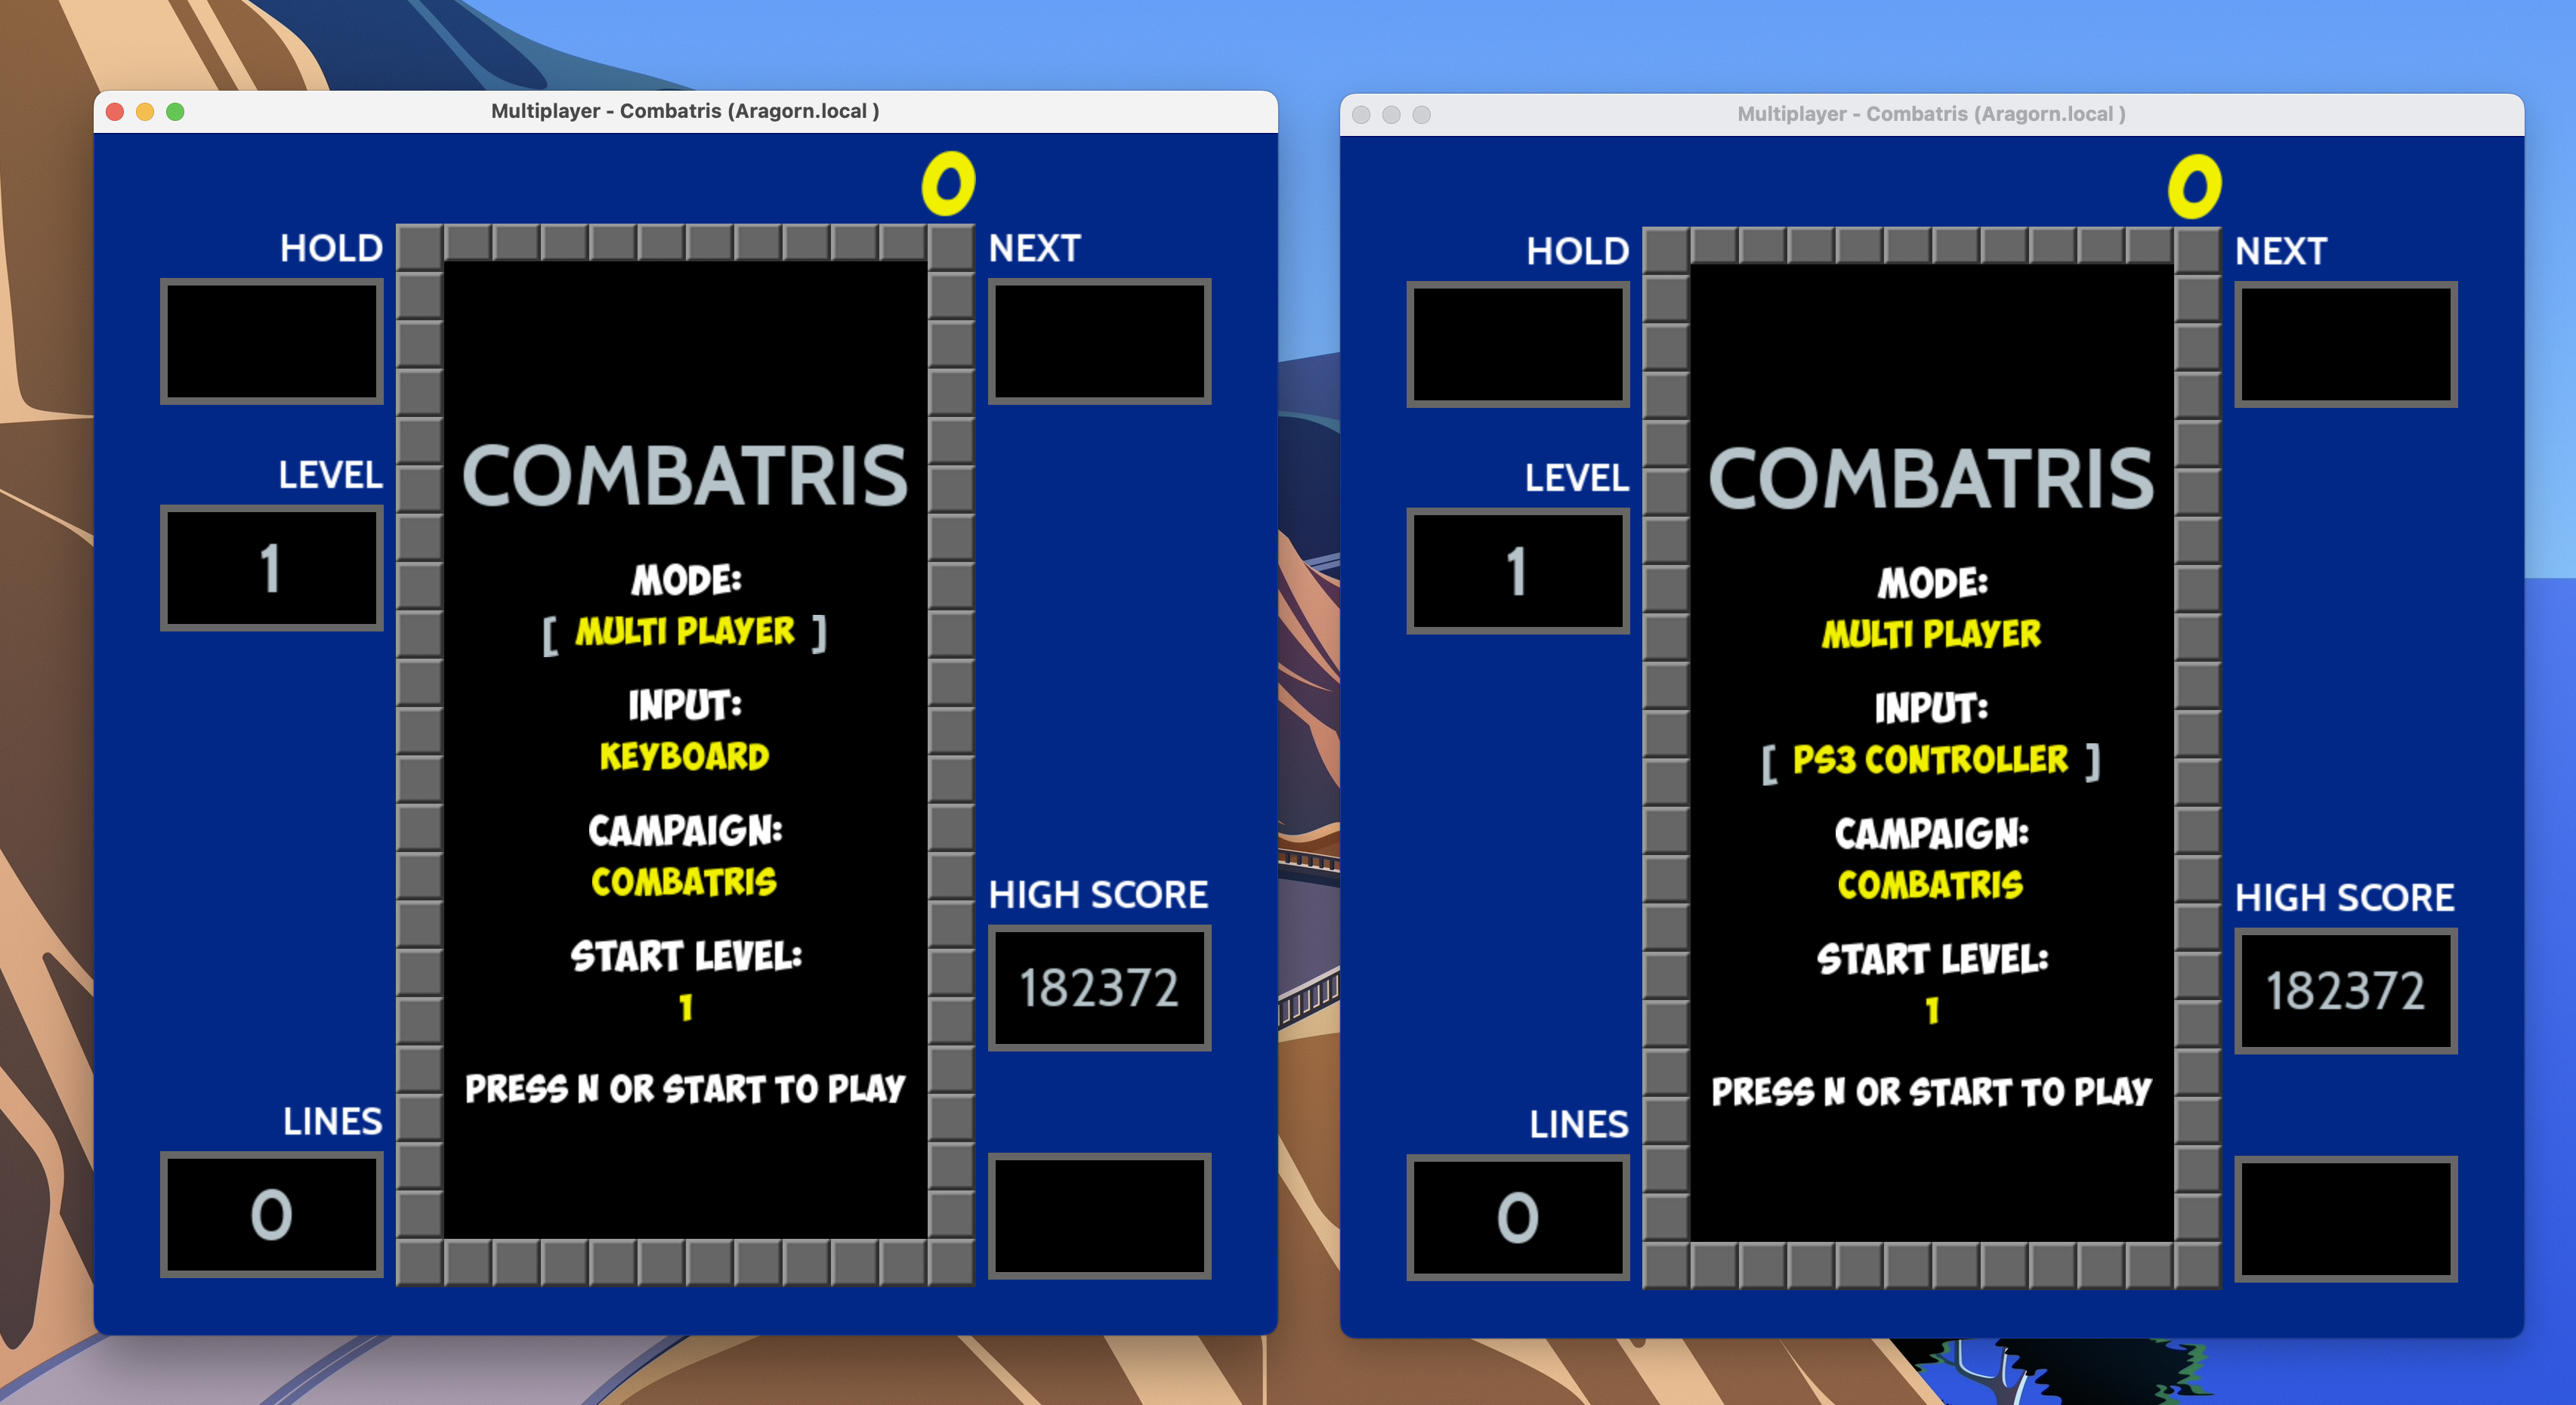 Multiplayer - Combatris (Aragorn.local )
0
HOLD
NEXT
LEVEL
1
COMBATRIS
MODE:
[ MULTI PLAYER ]
INPUT:
KEYBOARD
CAMPAIGN:
COMBATRIS
START LEVEL:
1
PRESS N OR START TO PLAY
HIGH SCORE
182372
LINES
0
Multiplayer - Combatris (Aragorn.local )
0
HOLD
NEXT
LEVEL
1
COMBATRIS
MODE:
MULTI PLAYER
INPUT:
[ PS3 CONTROLLER ]
CAMPAIGN:
COMBATRIS
START LEVEL:
1
PRESS N OR START TO PLAY
HIGH SCORE
182372
LINES
0